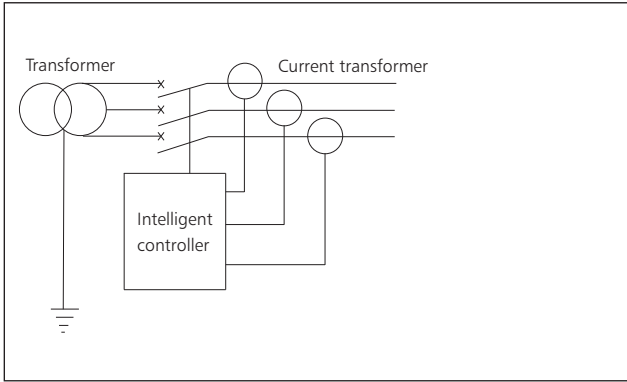 Transformer
Current transformer
Intelligent
controller